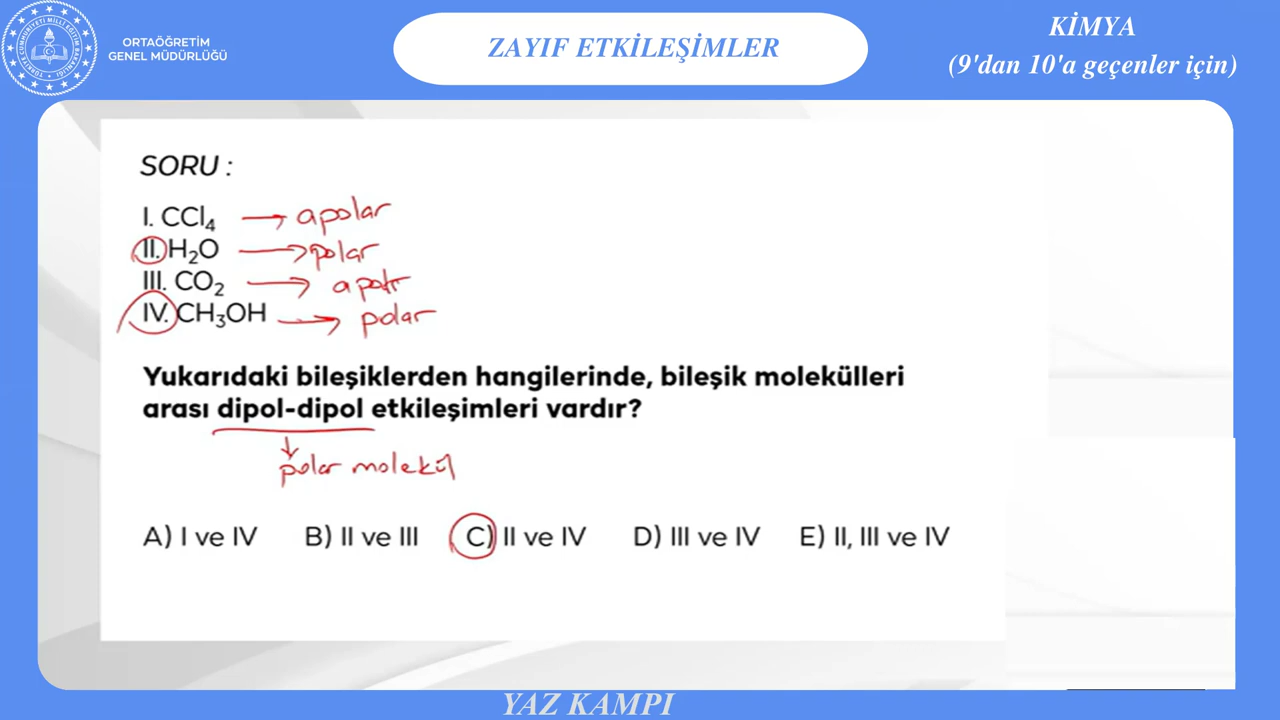 ORTAÖĞRETİM
GENEL MÜDÜRLÜĞÜ
ZAYIF ETKİLEŞİMLER
KİMYA
(9'dan 10'a geçenler için)
SORU :
I. CCl₄ → apolar
II. H₂O → polar
III. CO₂ →
IV. CH₃OH → polar
Yukarıdaki bileşiklerden hangilerinde, bileşik molekülleri
arası dipol-dipol etkileşimleri vardır?
polar molekül
A) I ve IV B) II ve III C) II ve IV D) III ve IV E) II, III ve IV
YAZ KAMPI